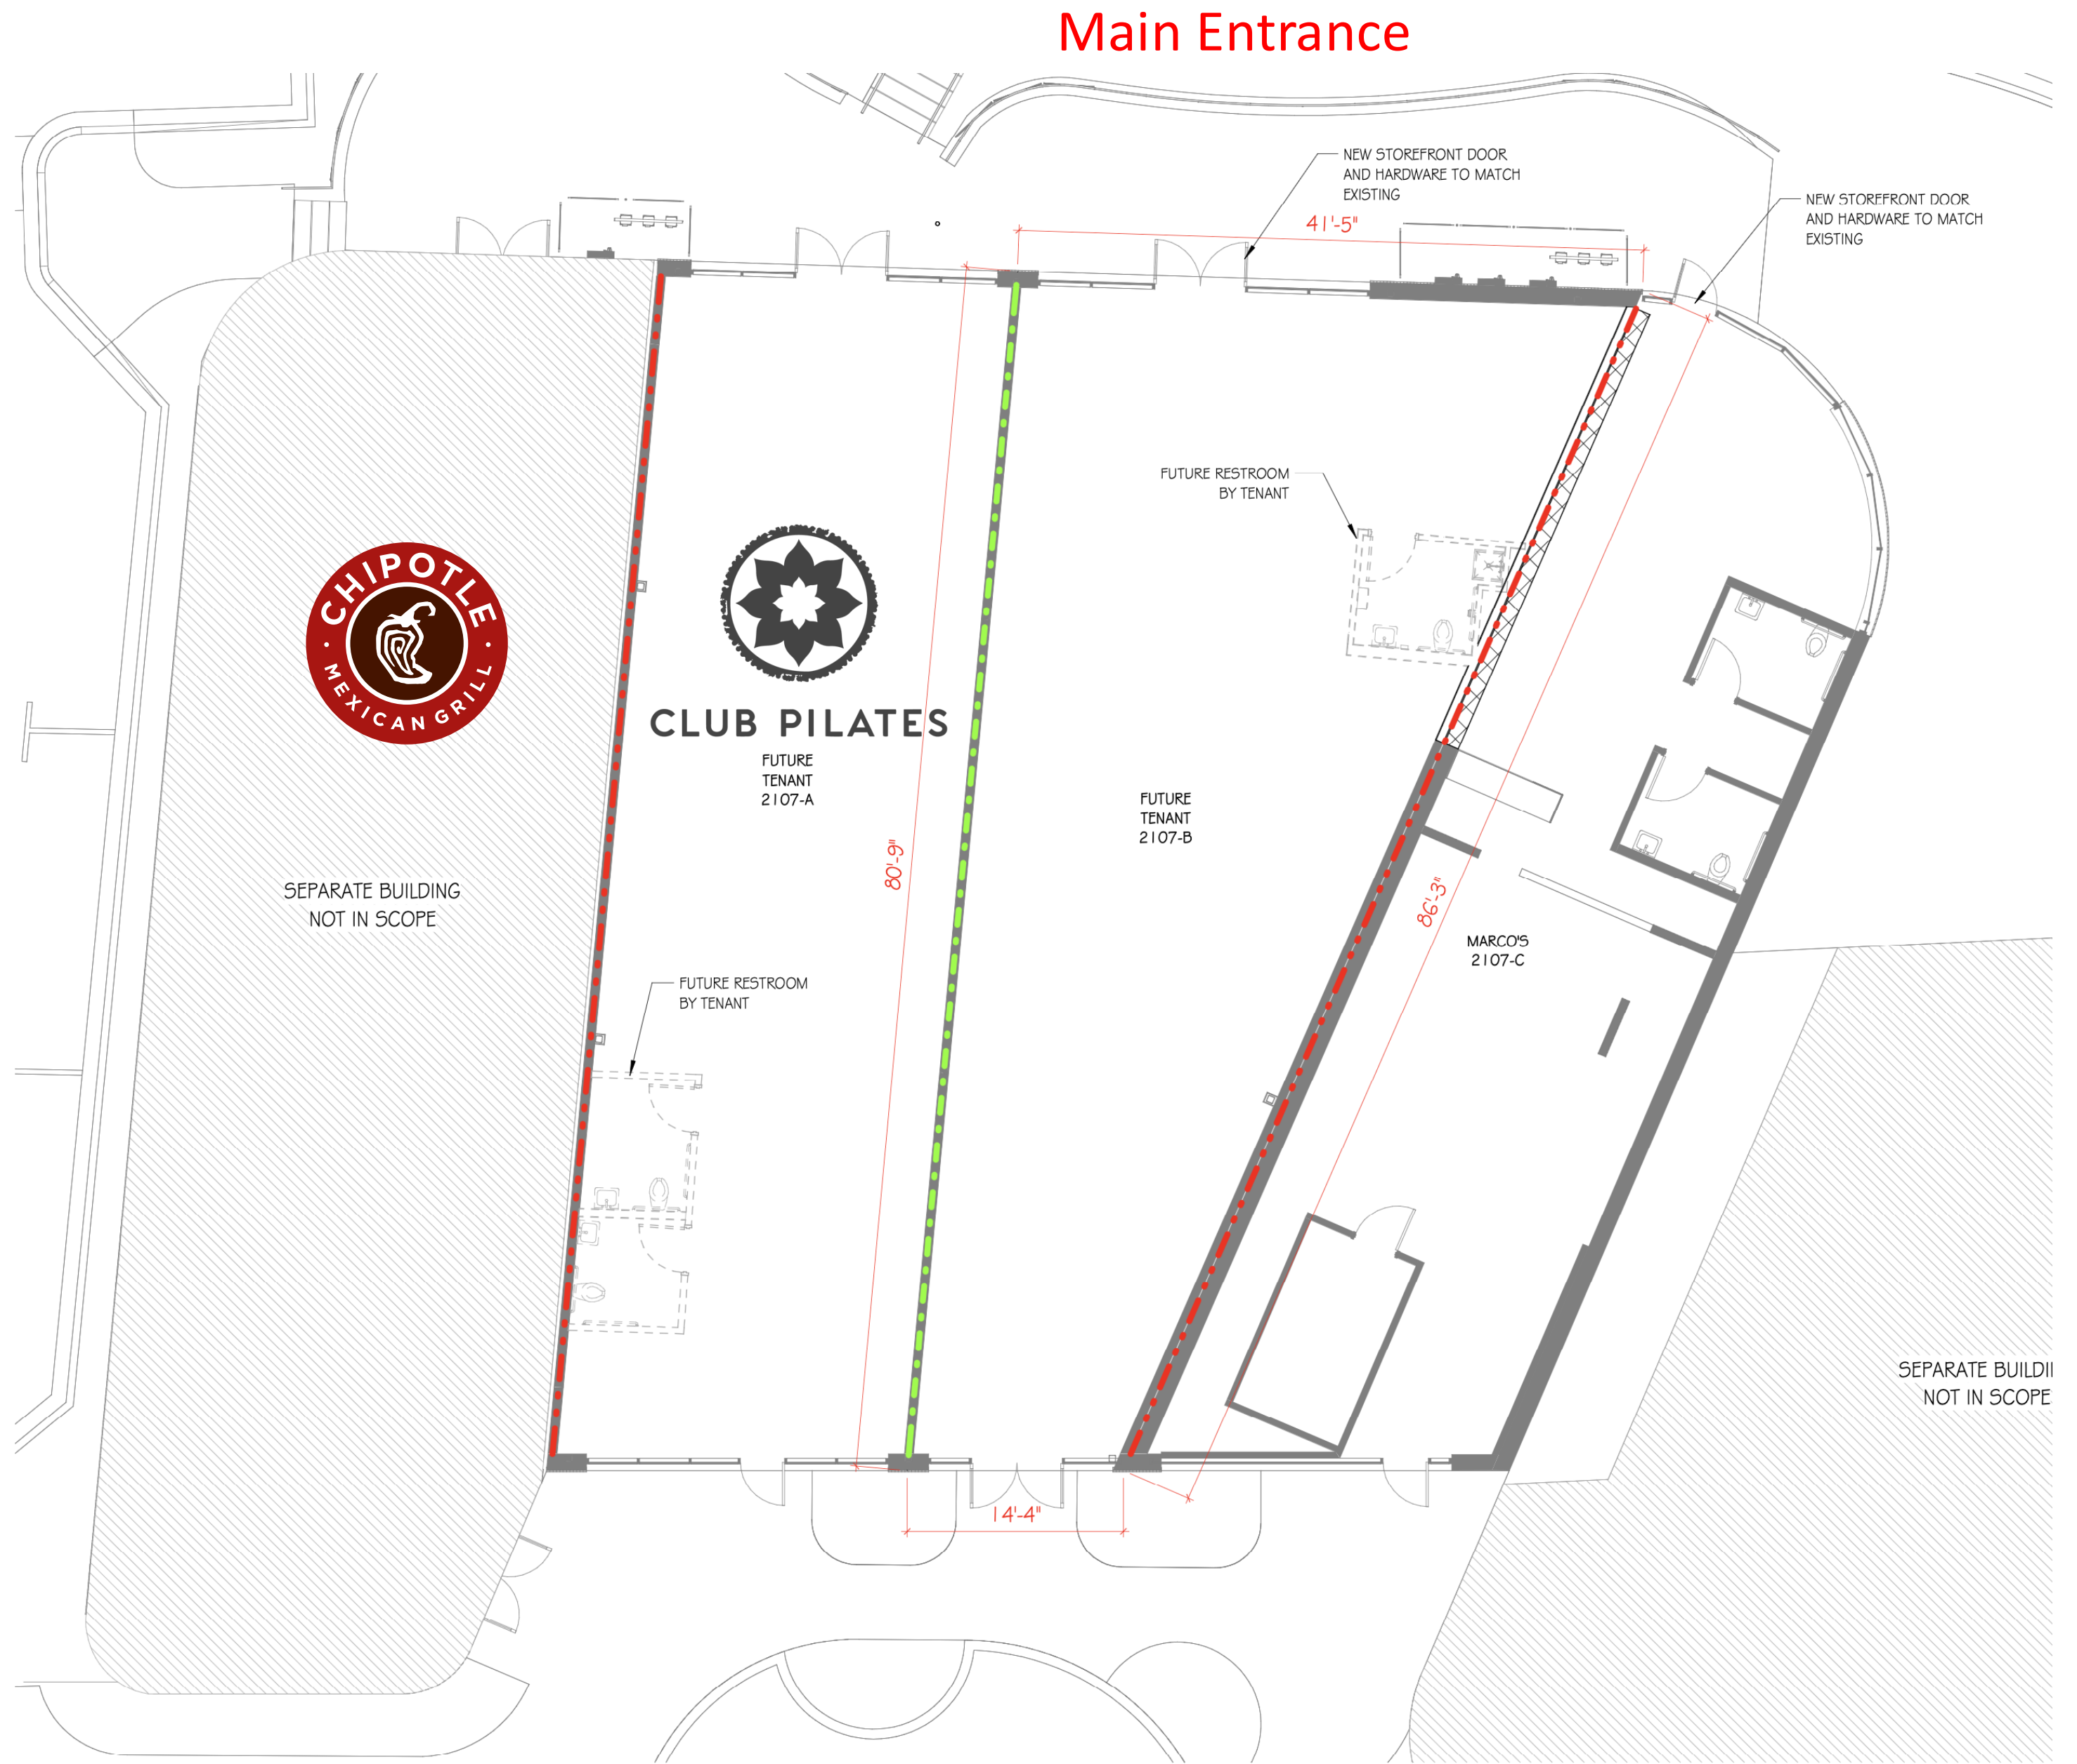 Main Entrance
NEW STOREFRONT DOOR
AND HARDWARE TO MATCH
EXISTING
NEW STOREFRONT DOOR
AND HARDWARE TO MATCH
EXISTING
41'-5"
FUTURE RESTROOM
BY TENANT
CHIPOTLE
MEXICAN GRILL
CLUB PILATES
FUTURE
TENANT
2107-A
FUTURE
TENANT
2107-B
80'-9"
86'-3"
SEPARATE BUILDING
NOT IN SCOPE
MARCO'S
2107-C
FUTURE RESTROOM
BY TENANT
SEPARATE BUILDI
NOT IN SCOPE
14'-4"